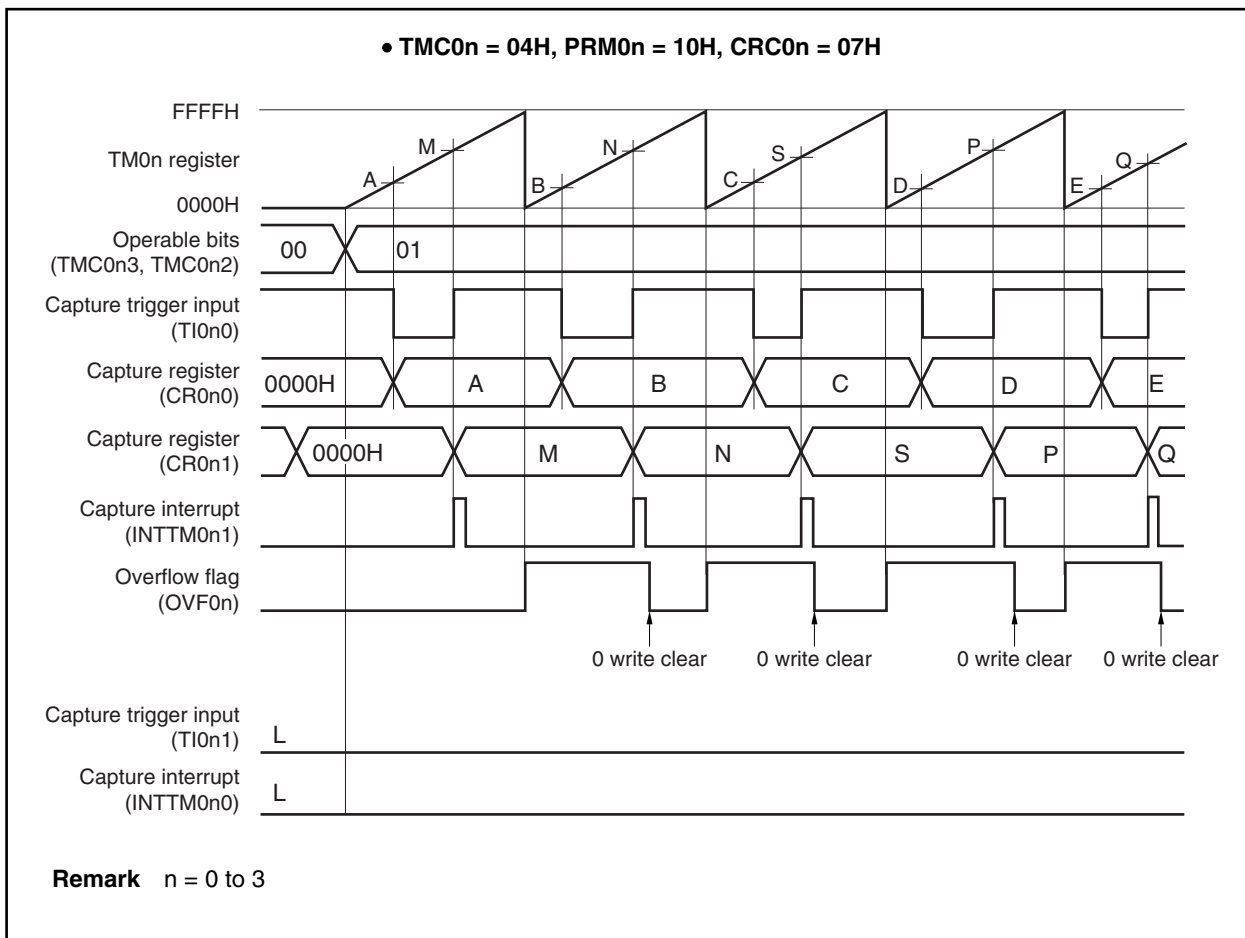 • TMC0n = 04H, PRM0n = 10H, CRC0n = 07H
FFFFH
TM0n register
0000H
A M B N C S D P E Q
Operable bits
(TMC0n3, TMC0n2)
00 01
Capture trigger input
(TI0n0)
Capture register
(CR0n0)
0000H A B C D E
Capture register
(CR0n1)
0000H M N S P Q
Capture interrupt
(INTTM0n1)
Overflow flag
(OVF0n)
0 write clear 0 write clear 0 write clear 0 write clear
Capture trigger input
(TI0n1)
L
Capture interrupt
(INTTM0n0)
L
Remark n = 0 to 3